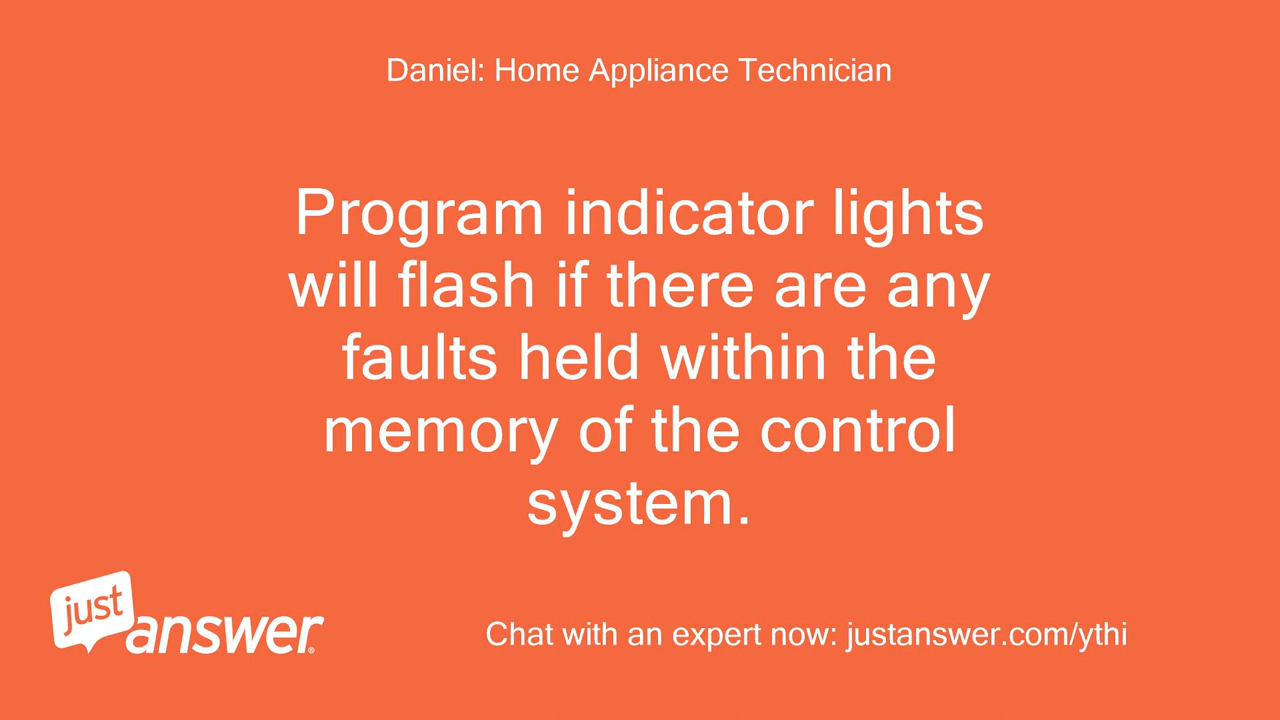 Daniel: Home Appliance Technician
Program indicator lights
will flash if there are any
faults held within the
memory of the control
system.
just
answer®
Chat with an expert now: justanswer.com/ythi